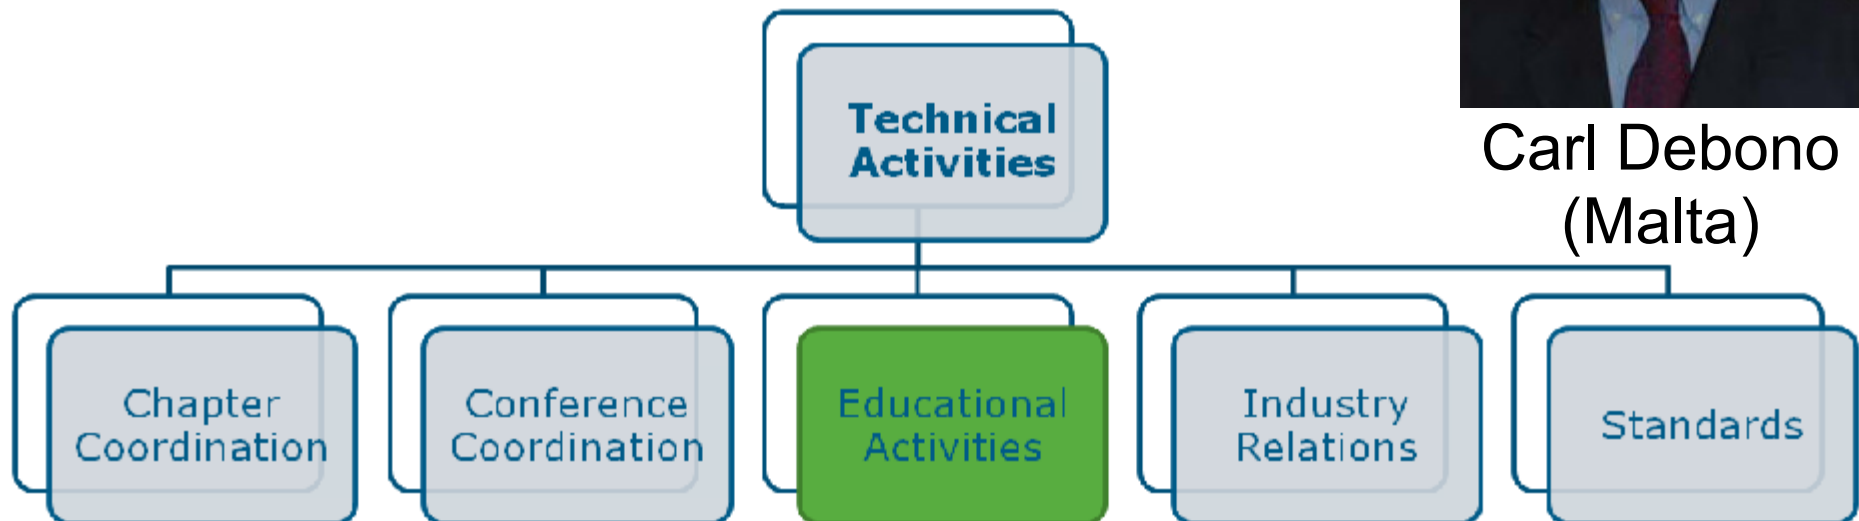 Technical
Activities
Carl Debono
(Malta)
Chapter
Coordination
Conference
Coordination
Educational
Activities
Industry
Relations
Standards